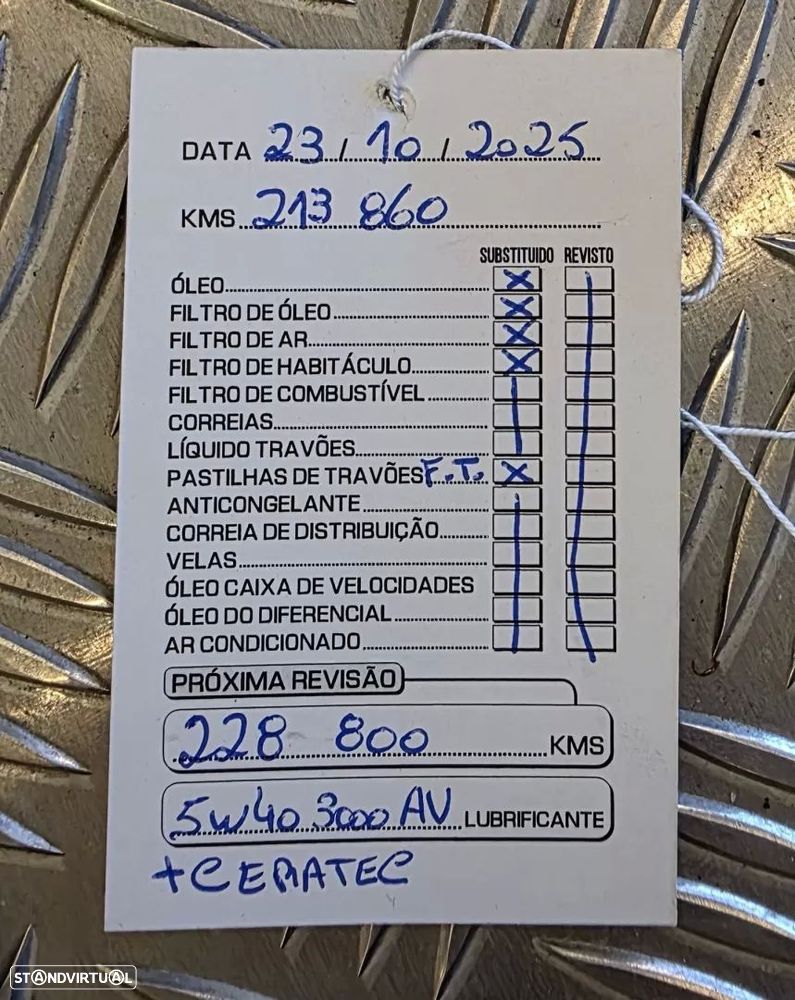 DATA 23 / 10 / 2025
KMS 213 860
SUBSTITUIDO REVISTO
ÓLEO X
FILTRO DE ÓLEO X
FILTRO DE AR X
FILTRO DE HABITÁCULO X
FILTRO DE COMBUSTÍVEL
CORREIAS
LÍQUIDO TRAVÕES
PASTILHAS DE TRAVÕES F.T. X
ANTICONGELANTE
CORREIA DE DISTRIBUIÇÃO
VELAS
ÓLEO CAIXA DE VELOCIDADES
ÓLEO DO DIFERENCIAL
AR CONDICIONADO
PRÓXIMA REVISÃO
228 800 KMS
5W40 3000 AV LUBRIFICANTE
+CERATEC
STANDVIRTUAL